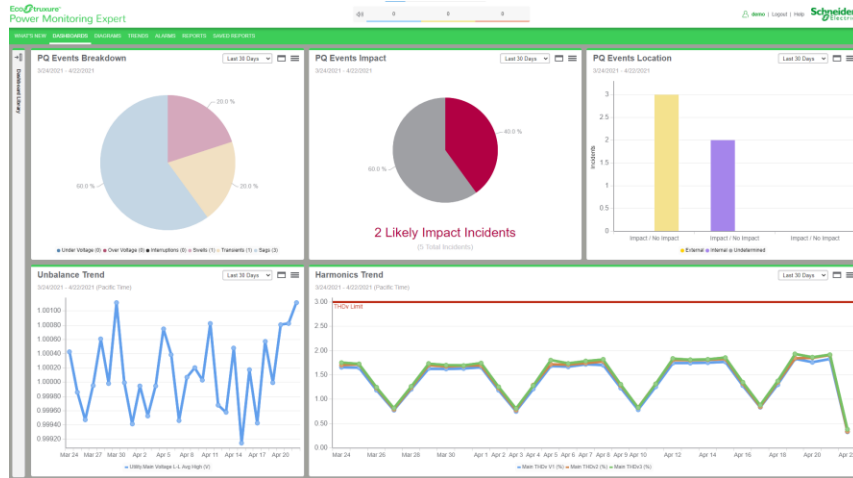 EcoStruxure™
Power Monitoring Expert
0 0 0
demo | Logout | Help
Schneider
Electric
WHAT'S NEW DASHBOARDS DIAGRAMS TRENDS ALARMS REPORTS SAVED REPORTS
Dashboard Library
PQ Events Breakdown
Last 30 Days
3/24/2021 - 4/22/2021
20.0 %
20.0 %
60.0 %
Under Voltage (0) Over Voltage (0) Interruptions (0) Swells (1) Transients (1) Sags (3)
PQ Events Impact
Last 30 Days
3/24/2021 - 4/22/2021
40.0 %
60.0 %
2 Likely Impact Incidents
(5 Total Incidents)
PQ Events Location
Last 30 Days
3/24/2021 - 4/22/2021
Incidents
3
2.5
2
1.5
1
0.5
0
Impact / No Impact Impact / No Impact Impact / No Impact
External Internal Undetermined
Unbalance Trend
Last 30 Days
3/24/2021 - 4/22/2021 (Pacific Time)
1.00100
1.00080
1.00060
1.00040
1.00020
1.00000
0.99980
0.99960
0.99940
0.99920
Mar 24 Mar 27 Mar 30 Apr 2 Apr 5 Apr 8 Apr 11 Apr 14 Apr 17 Apr 20
Utility Main Voltage L-L Avg High (V)
Harmonics Trend
Last 30 Days
3/24/2021 - 4/22/2021 (Pacific Time)
3.00
THDv Limit
2.50
2.00
1.50
1.00
0.50
0.00
Mar 24 Mar 26 Mar 28 Mar 30 Apr 1 Apr 2 Apr 3 Apr 4 Apr 5 Apr 6 Apr 7 Apr 8 Apr 9 Apr 10 Apr 12 Apr 14 Apr 16 Apr 18 Apr 20 Apr 2
Main THDv V1 (%) Main THDv2 (%) Main THDv3 (%)